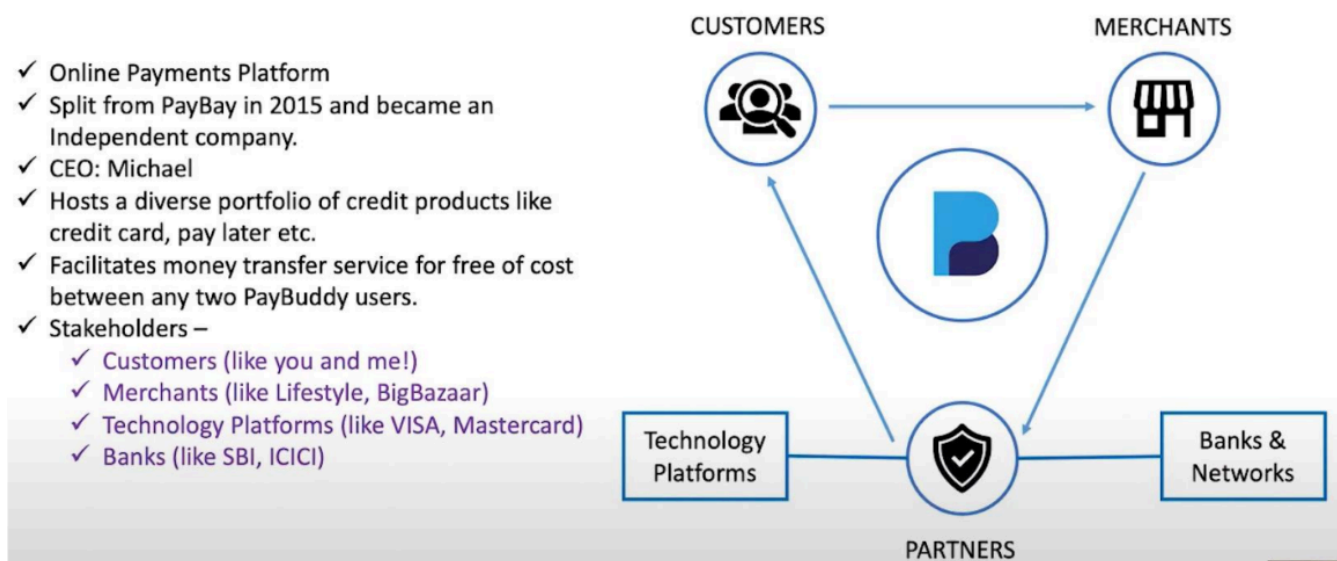 ✓ Online Payments Platform
✓ Split from PayBay in 2015 and became an
Independent company.
✓ CEO: Michael
✓ Hosts a diverse portfolio of credit products like
credit card, pay later etc.
✓ Facilitates money transfer service for free of cost
between any two PayBuddy users.
✓ Stakeholders –
✓ Customers (like you and me!)
✓ Merchants (like Lifestyle, BigBazaar)
✓ Technology Platforms (like VISA, Mastercard)
✓ Banks (like SBI, ICICI)
CUSTOMERS
MERCHANTS
Technology
Platforms
Banks &
Networks
PARTNERS